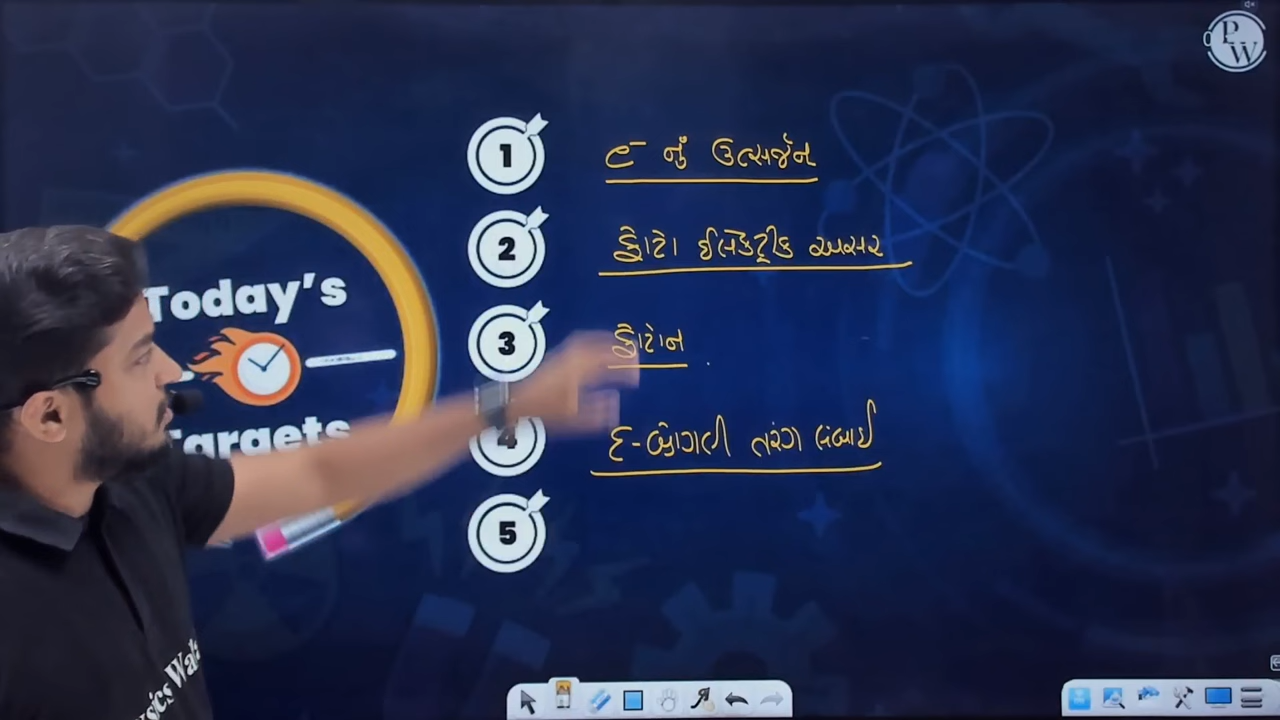 PW
1 e⁻ નું ઉત્સર્જન
2 ફોટો ઈલેક્ટ્રીક અસર
3 ફોટોન
4 દ-બ્રોગલી તરંગ લંબાઈ
5
Today's
Targets